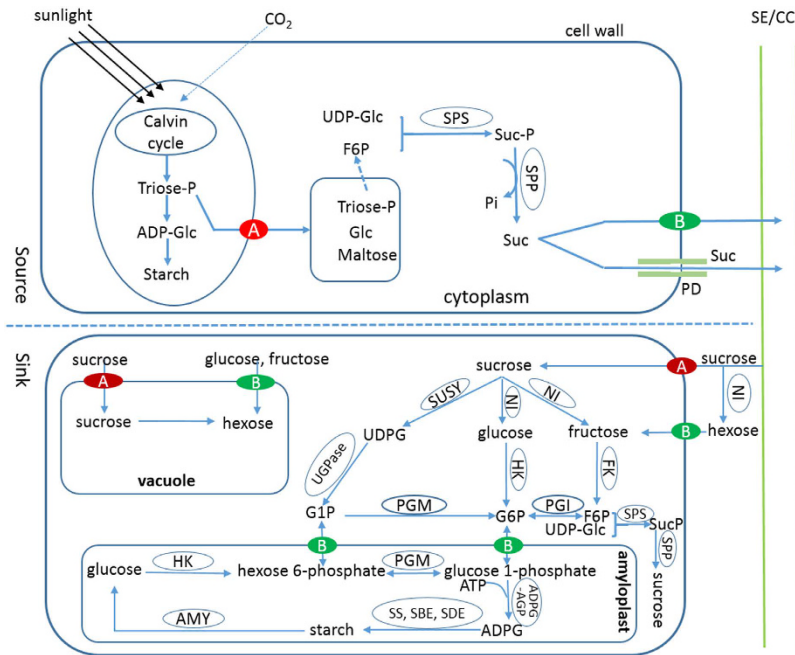 sunlight
CO2
cell wall
SE/CC
Calvin
cycle
UDP-Glc
SPS
Suc-P
F6P
SPP
Triose-P
Triose-P
Pi
A
B
ADP-Glc
Glc
Suc
Suc
Maltose
Starch
PD
cytoplasm
Source
Sink
sucrose
glucose, fructose
sucrose
A
sucrose
A
B
SUSY
NI
NI
NI
sucrose
hexose
UDPG
glucose
fructose
B
hexose
vacuole
UGPase
HK
FK
G1P
PGM
G6P
PGI
F6P
SPS
SucP
UDP-Glc
B
B
SPP
glucose
HK
hexose 6-phosphate
PGM
glucose 1-phosphate
amyloplast
ATP
ADPG
-AGP
sucrose
AMY
starch
SS, SBE, SDE
ADPG